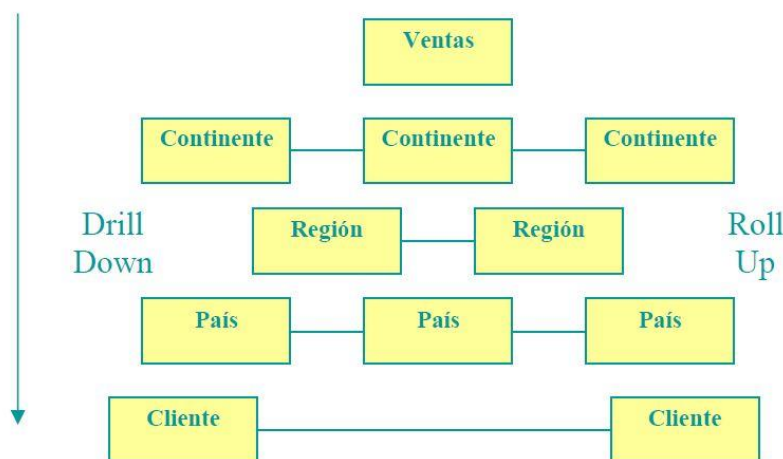 Ventas
Continente Continente Continente
Drill
Down
Región Región
Roll
Up
País País País
Cliente Cliente